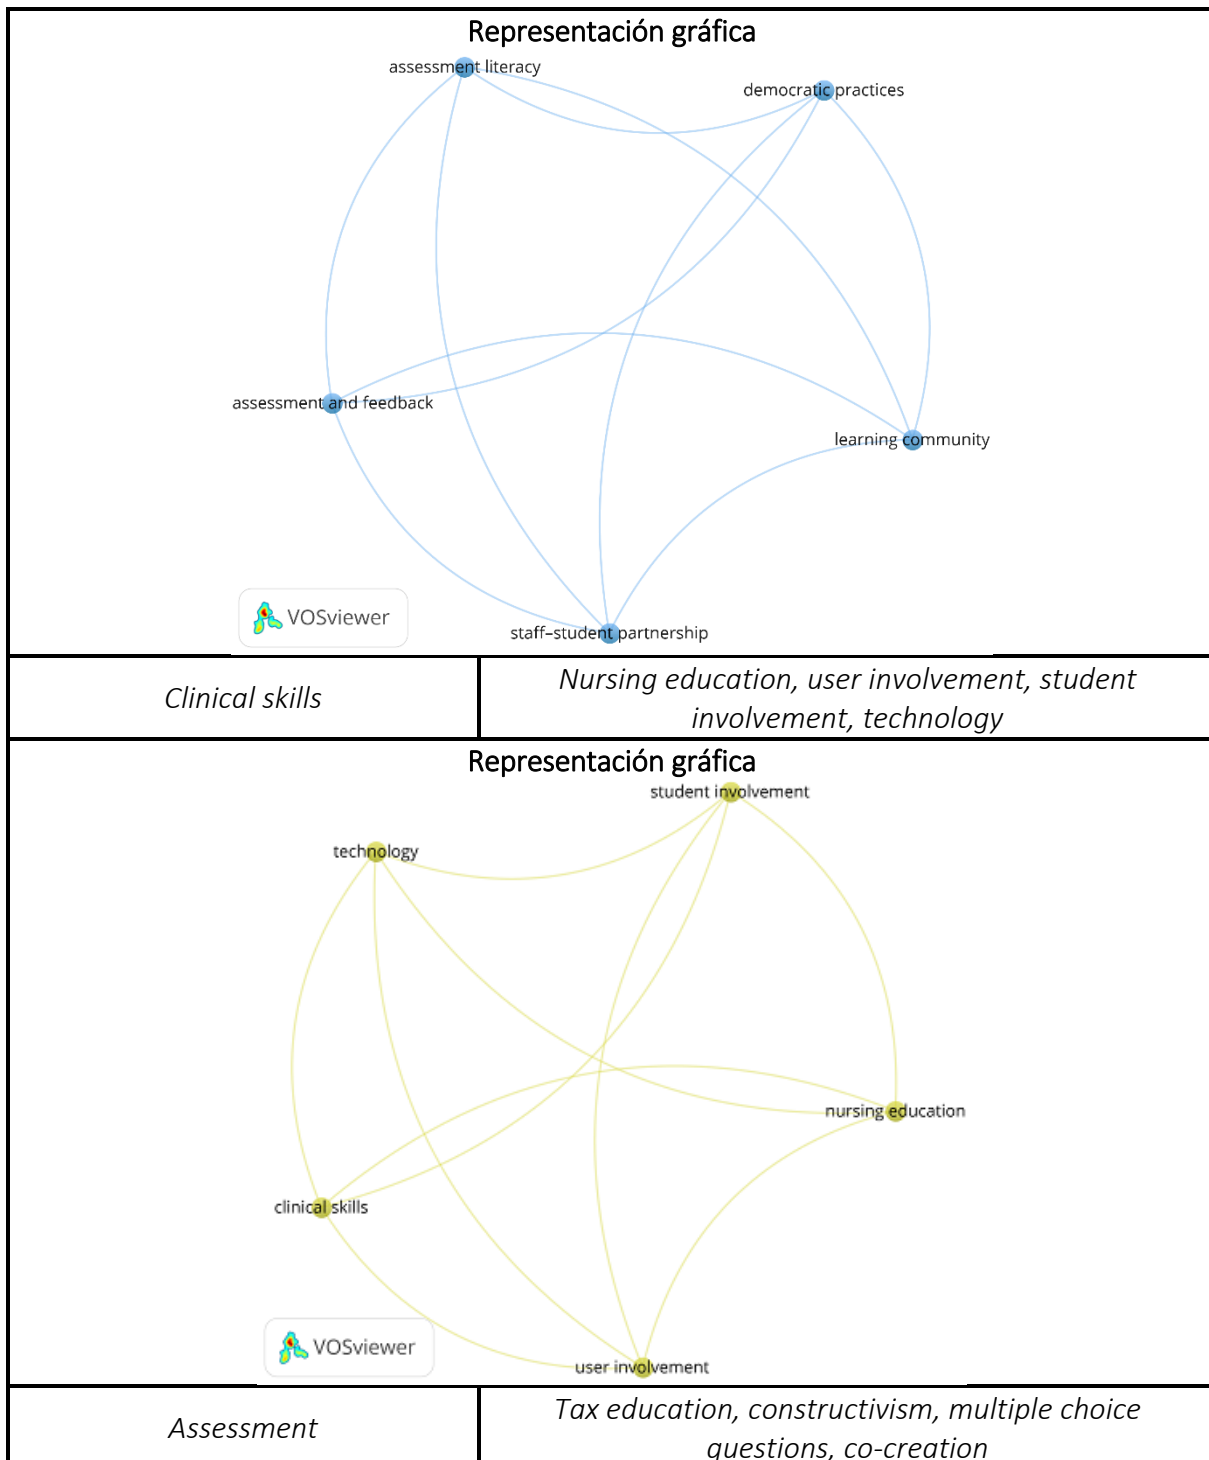 Representación gráfica
assessment literacy
democratic practices
assessment and feedback
learning community
VOSviewer
staff–student partnership
Clinical skills
Nursing education, user involvement, student
involvement, technology
Representación gráfica
student involvement
technology
nursing education
clinical skills
VOSviewer
user involvement
Assessment
Tax education, constructivism, multiple choice
questions, co-creation